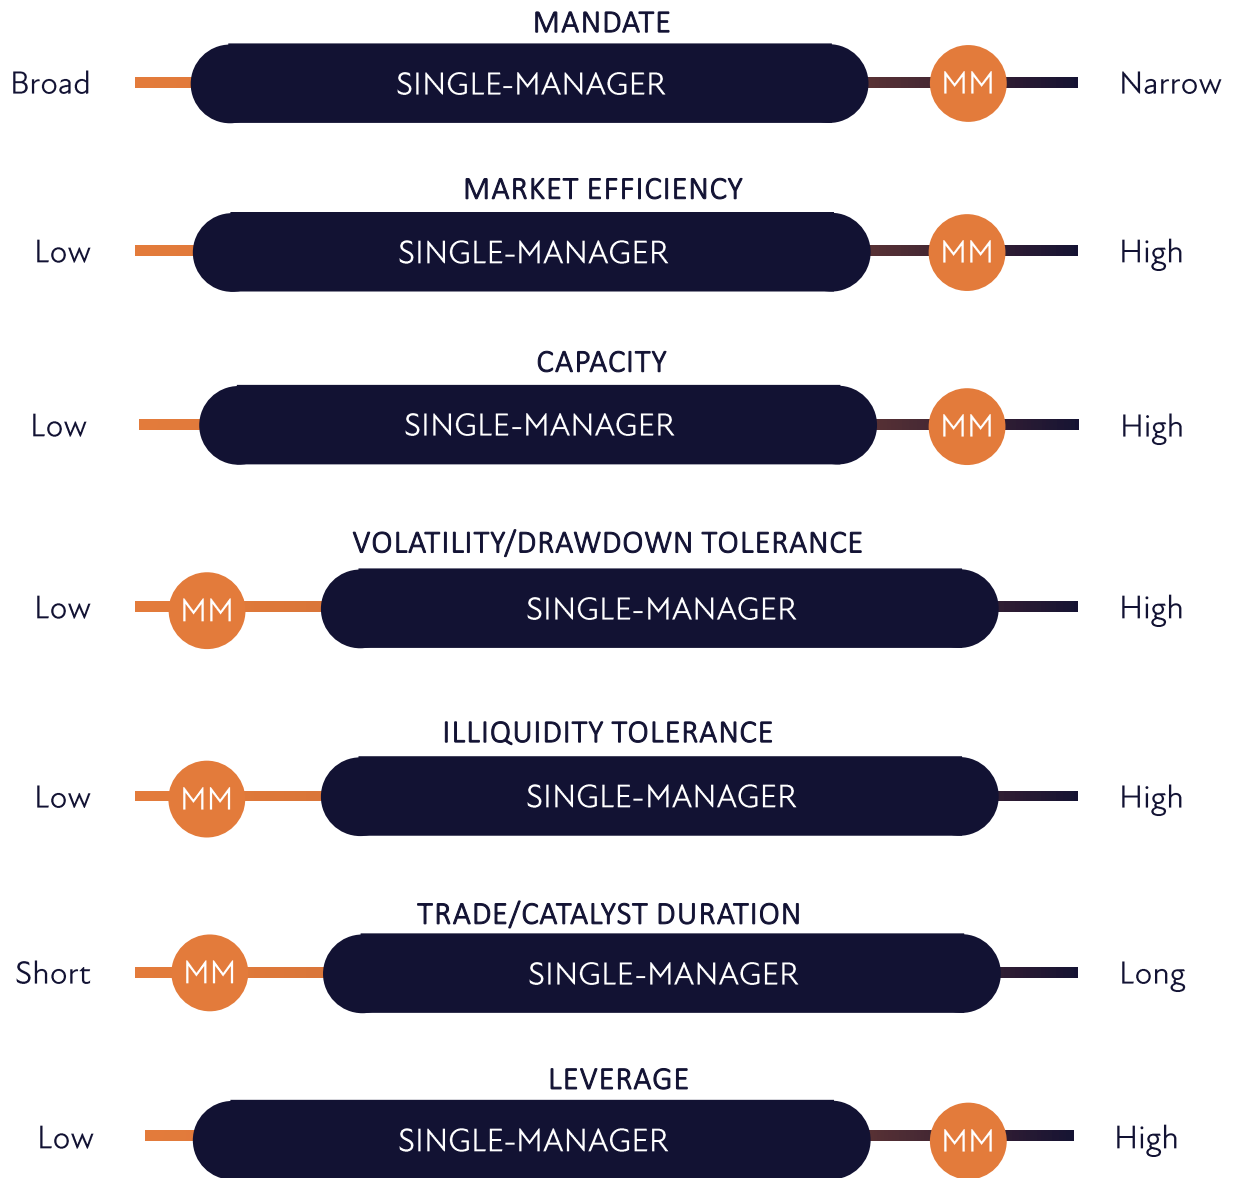 MANDATE
Broad SINGLE-MANAGER MM Narrow
MARKET EFFICIENCY
Low SINGLE-MANAGER MM High
CAPACITY
Low SINGLE-MANAGER MM High
VOLATILITY/DRAWDOWN TOLERANCE
Low MM SINGLE-MANAGER High
ILLIQUIDITY TOLERANCE
Low MM SINGLE-MANAGER High
TRADE/CATALYST DURATION
Short MM SINGLE-MANAGER Long
LEVERAGE
Low SINGLE-MANAGER MM High